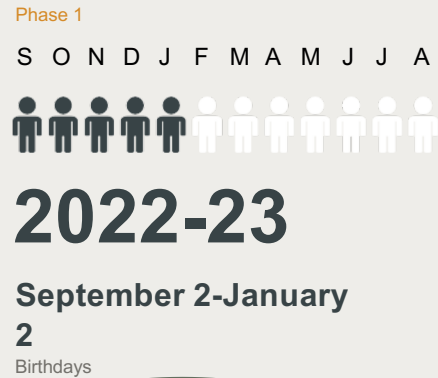 Phase 1
S O N D J F M A M J J A
2022-23
September 2-January
2
Birthdays